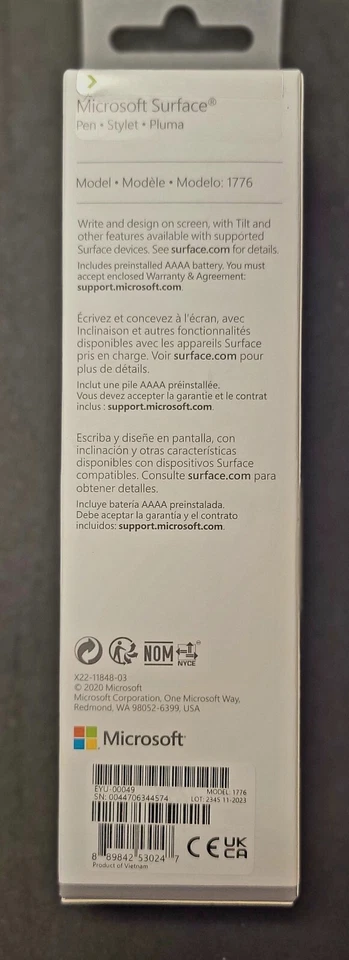 Microsoft Surface®
Pen • Stylet • Pluma
Model • Modèle • Modelo: 1776
Write and design on screen, with Tilt and
other features available with supported
Surface devices. See surface.com for details.
Includes preinstalled AAAA battery. You must
accept enclosed Warranty & Agreement:
support.microsoft.com.
Écrivez et concevez à l'écran, avec
Inclinaison et autres fonctionnalités
disponibles avec les appareils Surface
pris en charge. Voir surface.com pour
plus de détails.
Inclut une pile AAAA préinstallée.
Vous devez accepter la garantie et le contrat
inclus : support.microsoft.com.
Escriba y diseñe en pantalla, con
inclinación y otras características
disponibles con dispositivos Surface
compatibles. Consulte surface.com para
obtener detalles.
Incluye batería AAAA preinstalada.
Debe aceptar la garantía y el contrato
incluidos: support.microsoft.com.
NOM NYCE
X22-11848-03
© 2020 Microsoft
Microsoft Corporation, One Microsoft Way,
Redmond, WA 98052-6399, USA
Microsoft
EYU-00049 MODEL: 1776
SN: 0044706344574 LOT: 2345 11-2023
8 89842 53024 7
CE UK
CA
Product of Vietnam